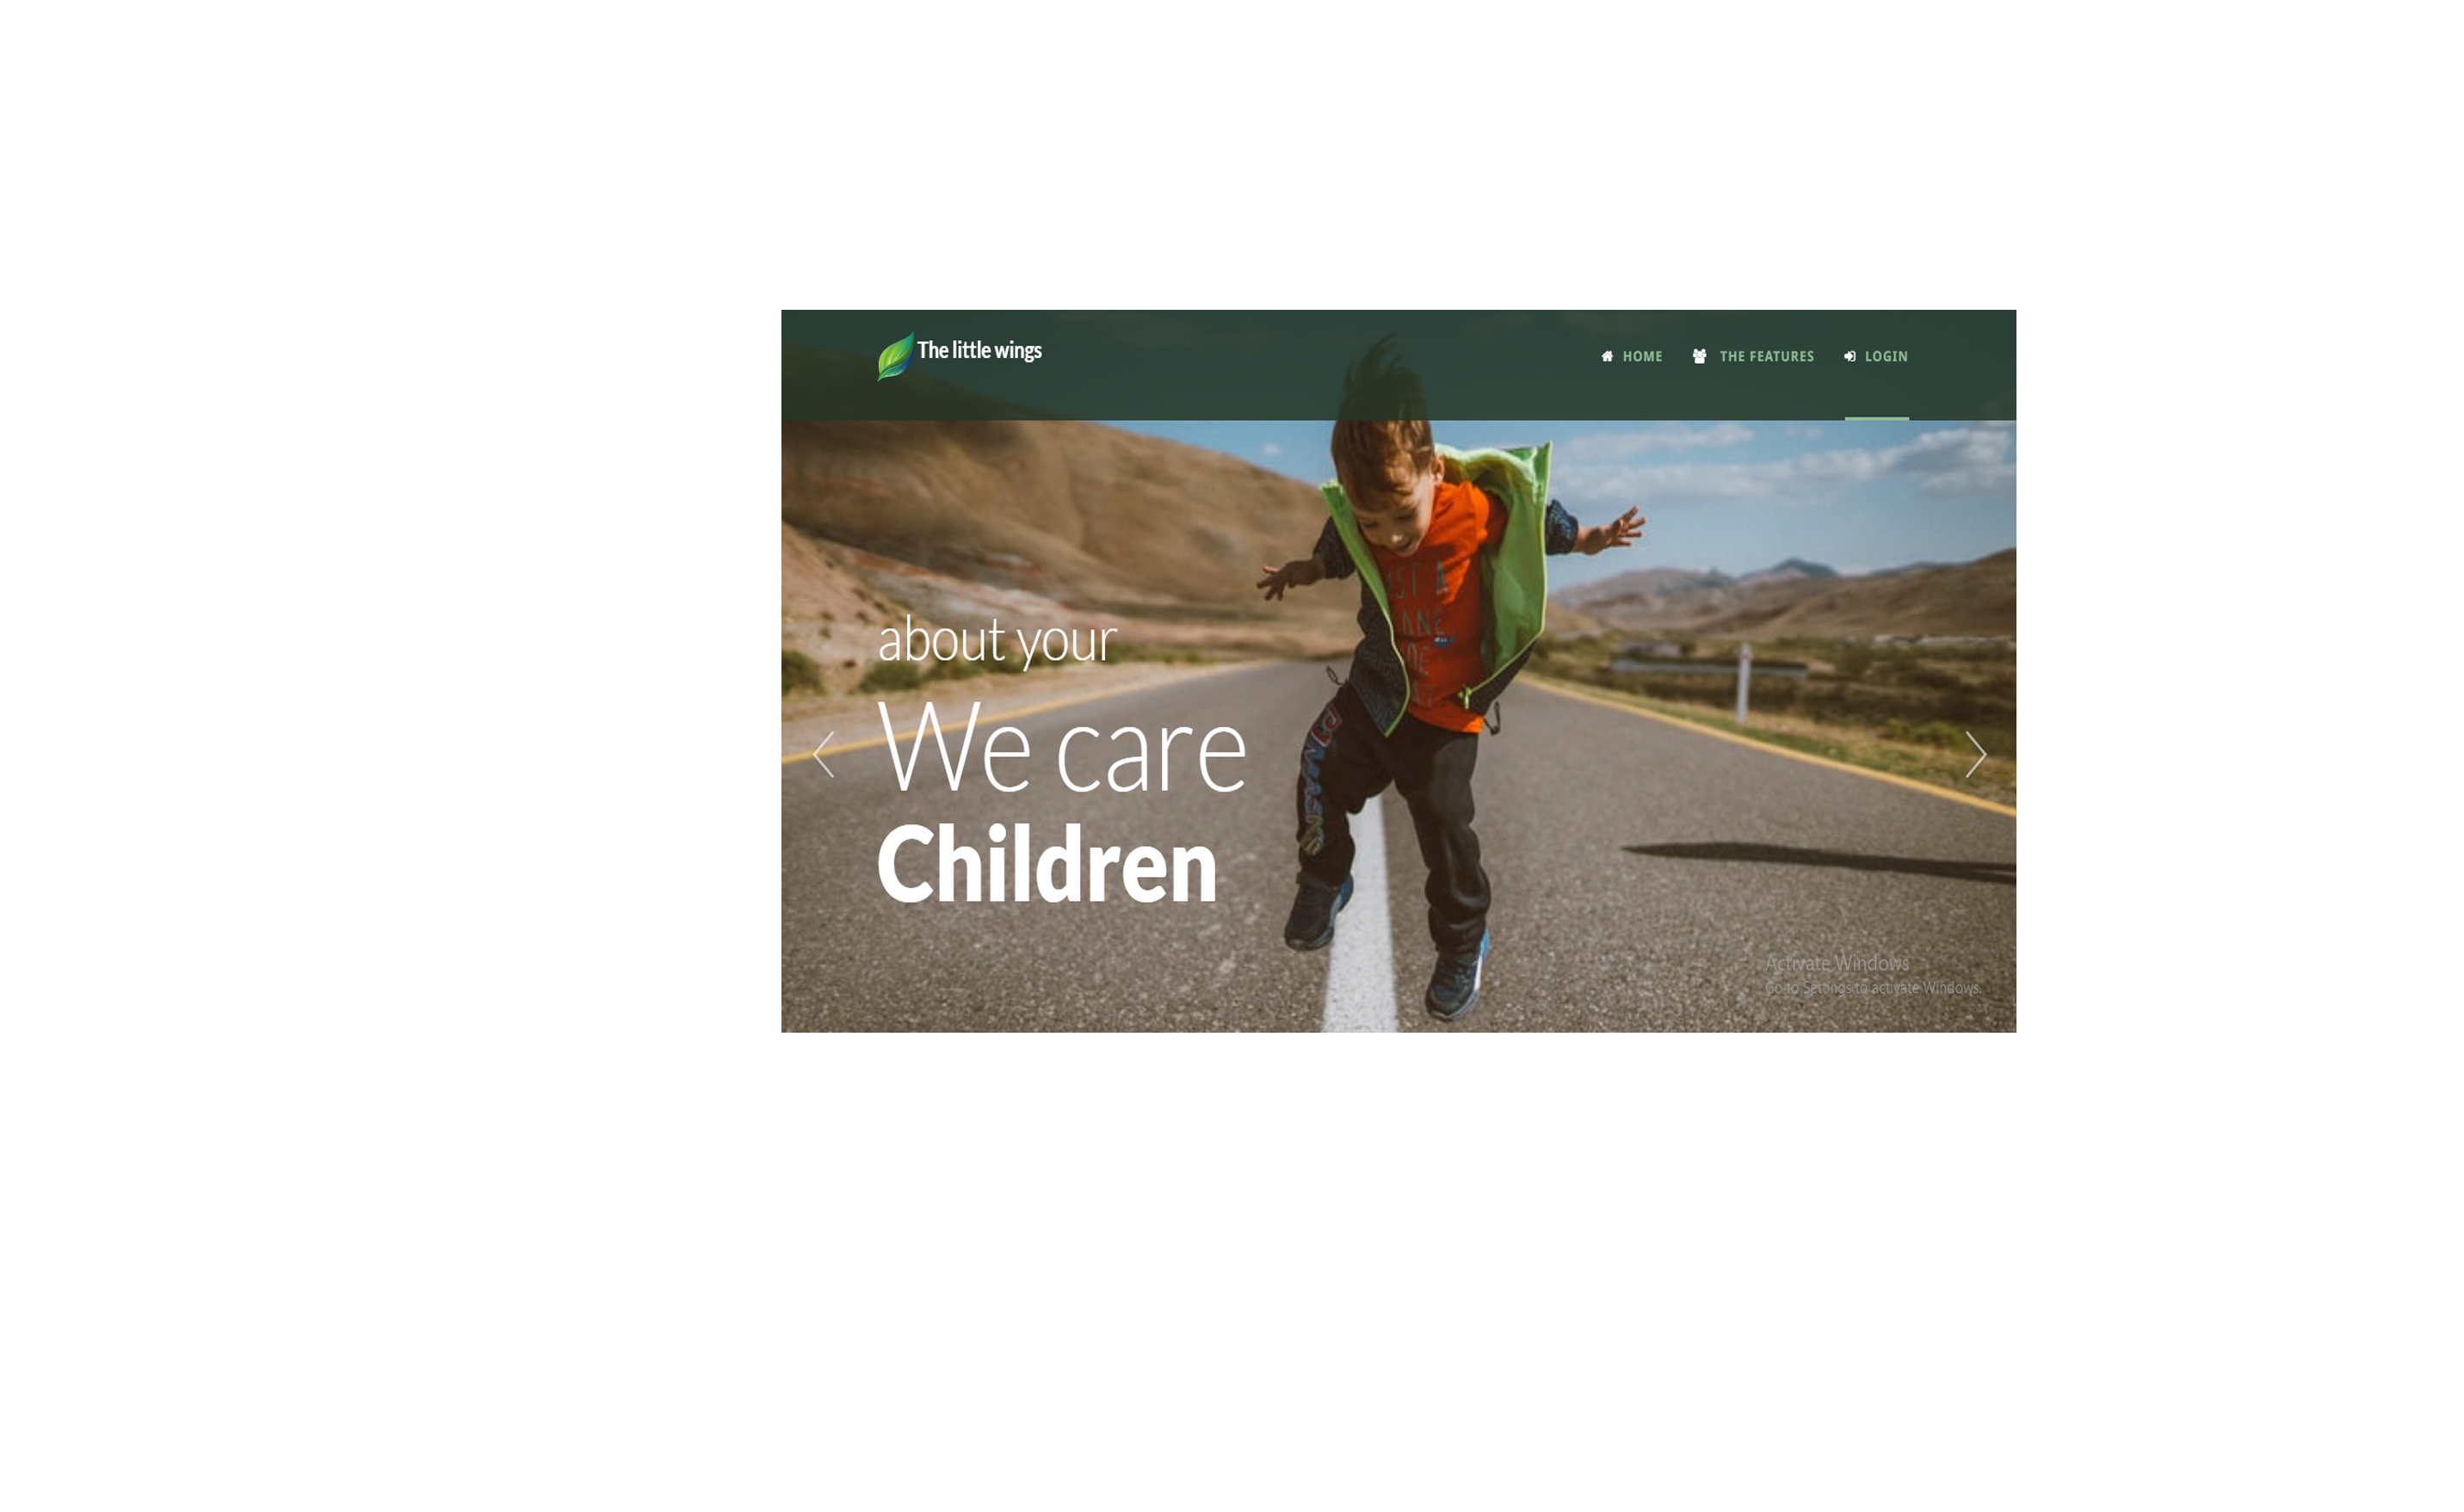 The little wings
HOME THE FEATURES LOGIN
about your
We care
Children
Activate Windows
Go to Settings to activate Windows.